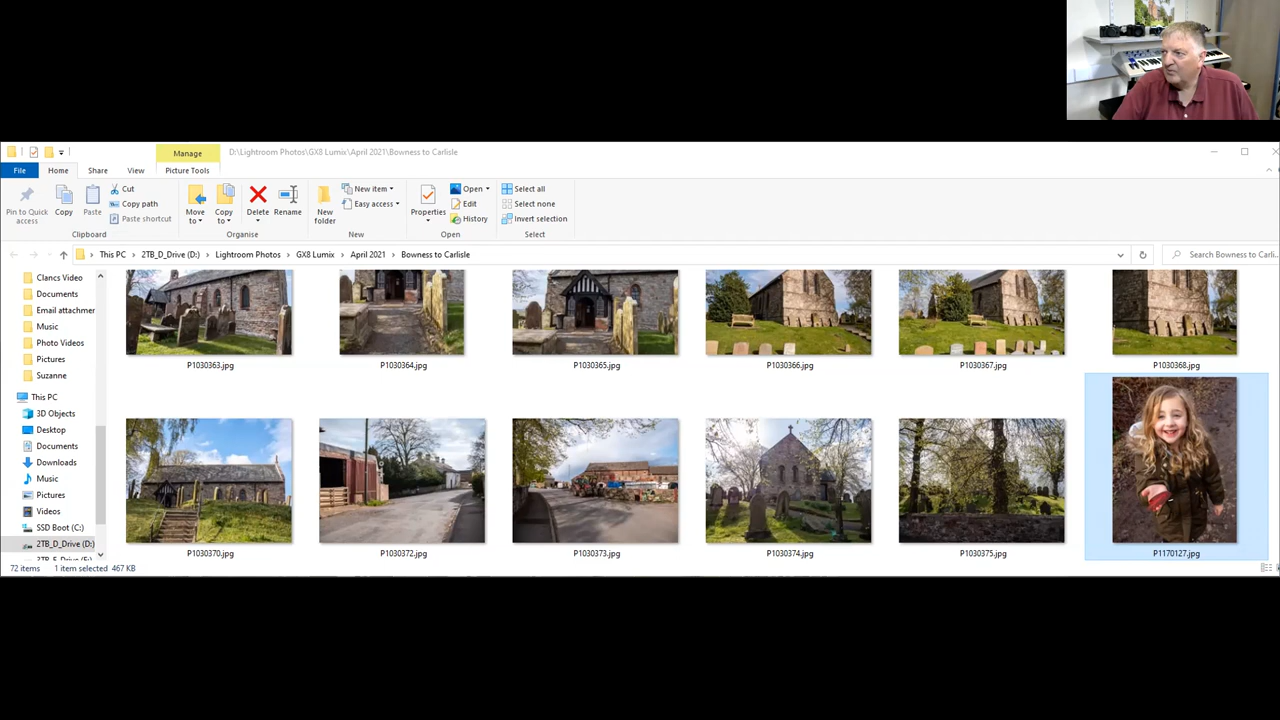 Manage
D:\Lightroom Photos\GX8 Lumix\April 2021\Bowness to Carlisle
File Home Share View Picture Tools
Pin to Quick access
Copy
Paste
Cut
Copy path
Paste shortcut
Clipboard
Move to
Copy to
Delete
Rename
Organise
New folder
New item
Easy access
New
Properties
Open
Edit
History
Open
Select all
Select none
Invert selection
Select
This PC 2TB_D_Drive (D:) Lightroom Photos GX8 Lumix April 2021 Bowness to Carlisle
Search Bowness to Carli...
Clancs Video
Documents
Email attachmer
Music
Photo Videos
Pictures
Suzanne
This PC
3D Objects
Desktop
Documents
Downloads
Music
Pictures
Videos
SSD Boot (C:)
2TB_D_Drive (D:)
P1030363.jpg P1030364.jpg P1030365.jpg P1030366.jpg P1030367.jpg P1030368.jpg
P1030370.jpg P1030372.jpg P1030373.jpg P1030374.jpg P1030375.jpg P1170127.jpg
72 items 1 item selected 467 KB